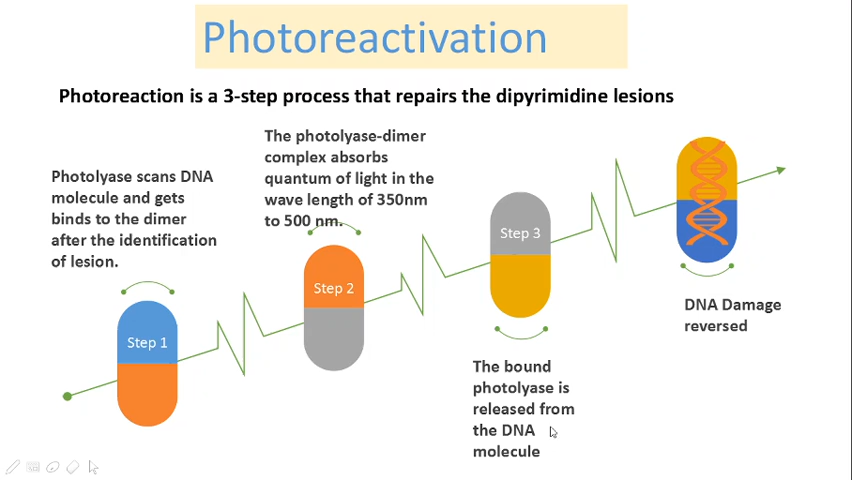 Photoreactivation
Photoreaction is a 3-step process that repairs the dipyrimidine lesions
Photolyase scans DNA
molecule and gets
binds to the dimer
after the identification
of lesion.
Step 1
The photolyase-dimer
complex absorbs
quantum of light in the
wave length of 350nm
to 500 nm.
Step 2
Step 3
The bound
photolyase is
released from
the DNA
molecule
DNA Damage
reversed